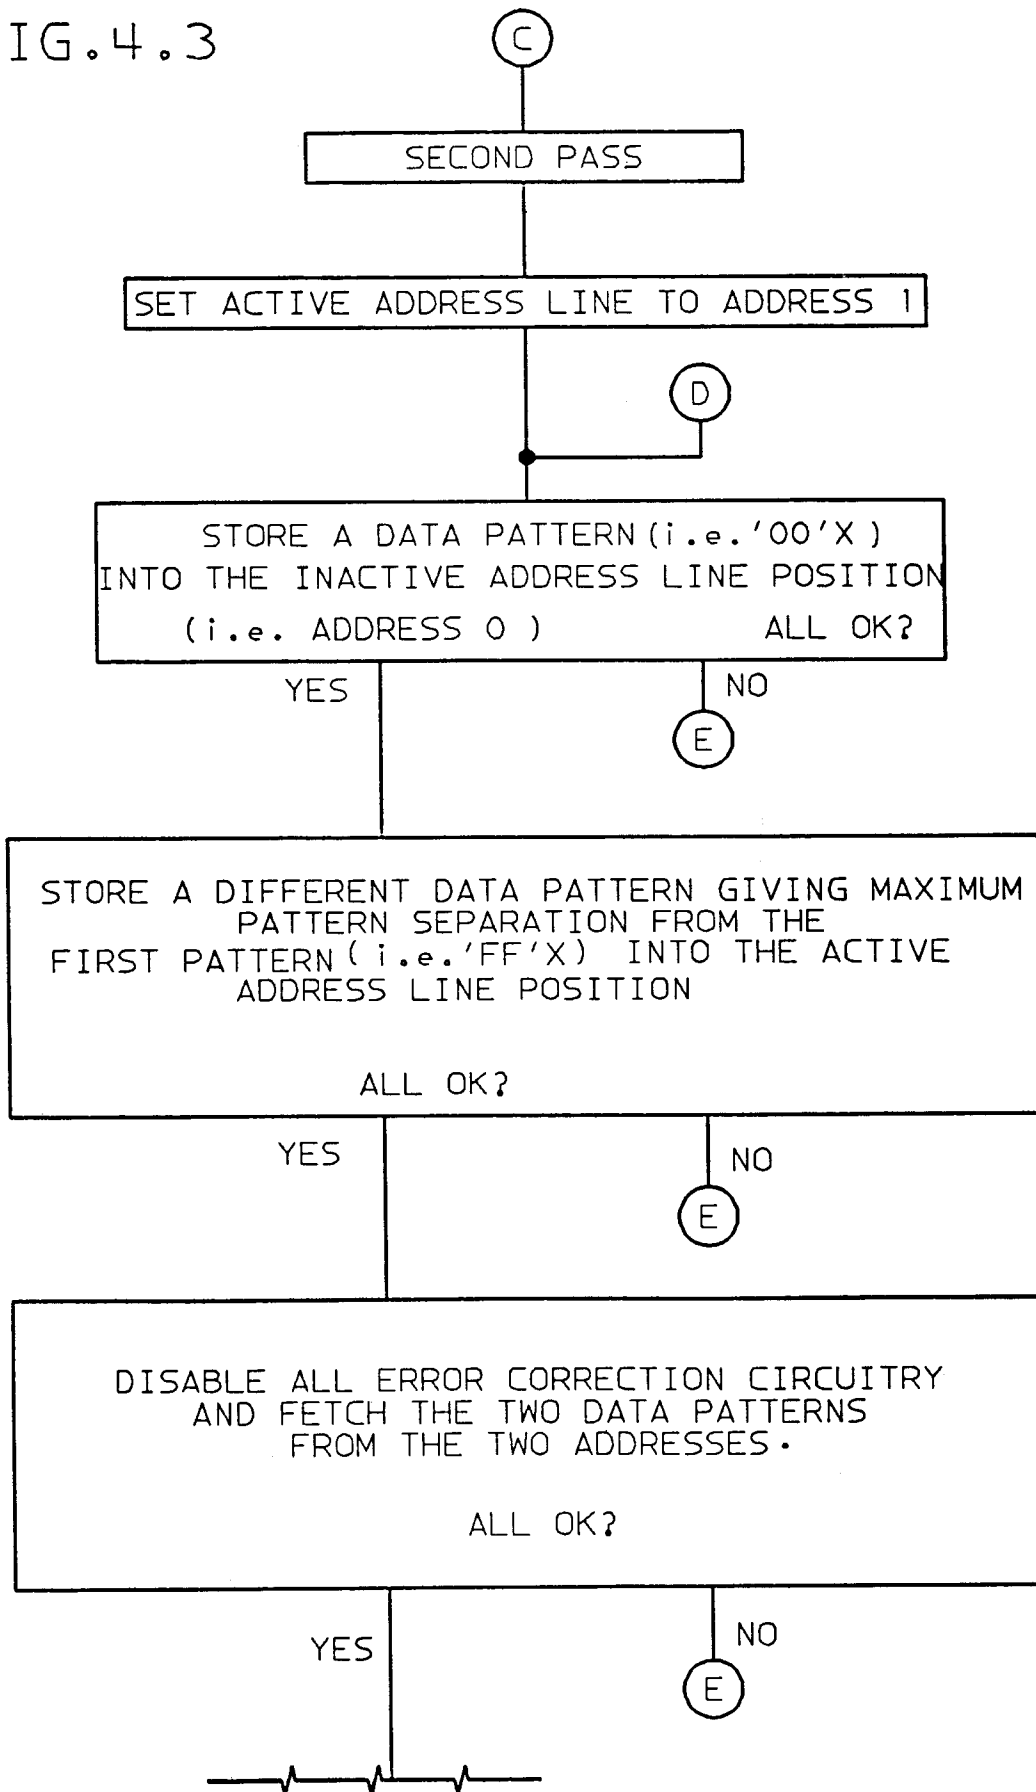 IG.4.3
C
SECOND PASS
SET ACTIVE ADDRESS LINE TO ADDRESS 1
D
STORE A DATA PATTERN (i.e.'00'X )
INTO THE INACTIVE ADDRESS LINE POSITION
(i.e. ADDRESS 0 ) ALL OK?
YES
NO
E
STORE A DIFFERENT DATA PATTERN GIVING MAXIMUM
PATTERN SEPARATION FROM THE
FIRST PATTERN ( i.e.'FF'X) INTO THE ACTIVE
ADDRESS LINE POSITION
ALL OK?
YES
NO
E
DISABLE ALL ERROR CORRECTION CIRCUITRY
AND FETCH THE TWO DATA PATTERNS
FROM THE TWO ADDRESSES.
ALL OK?
YES
NO
E